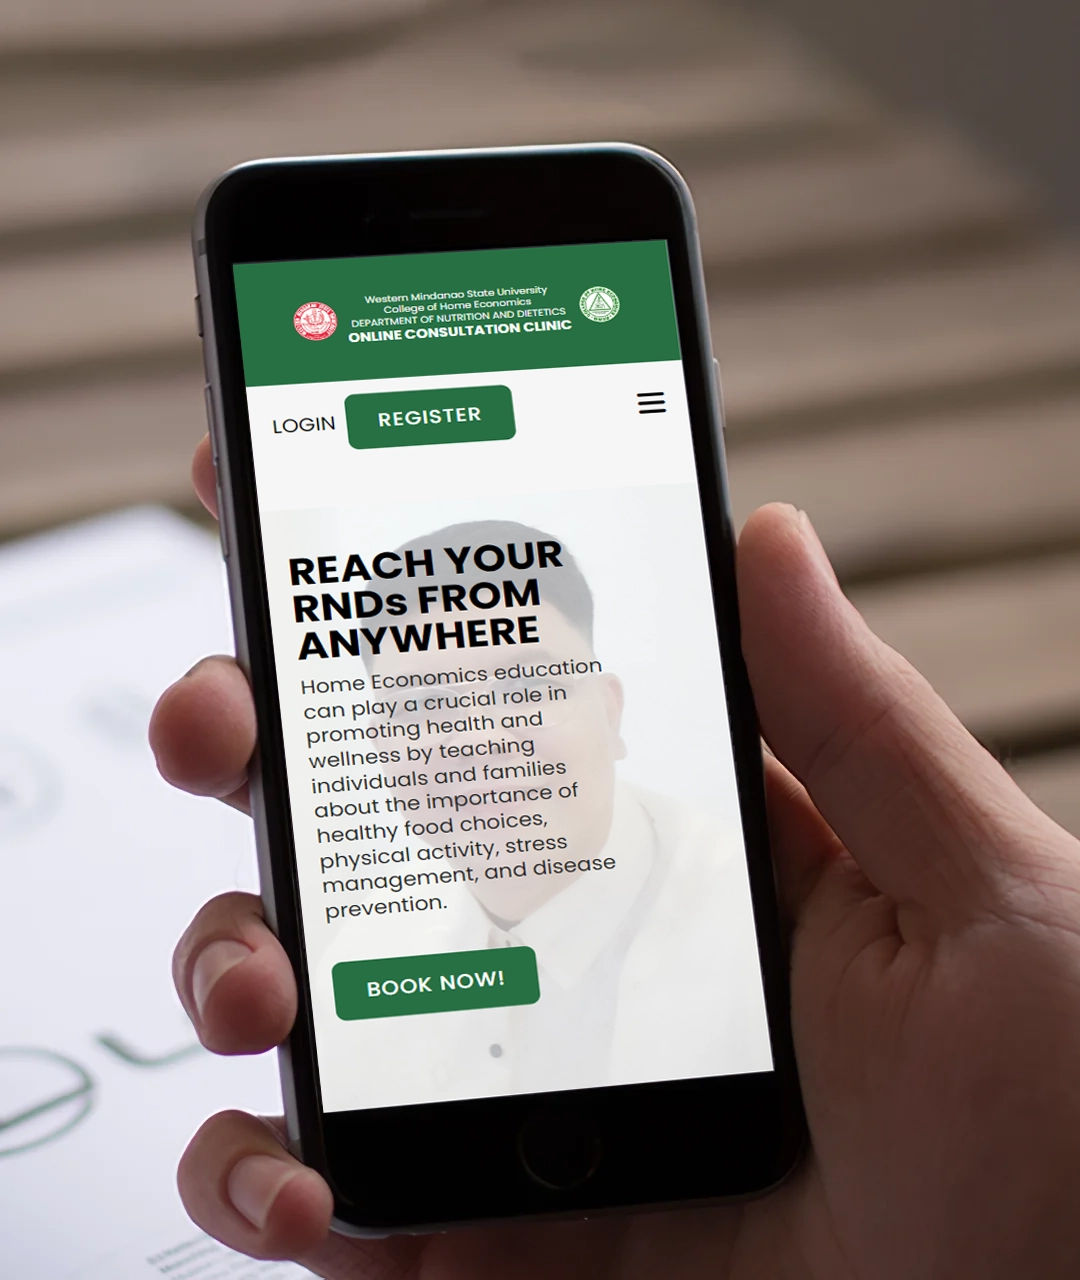 Western Mindanao State University
College of Home Economics
DEPARTMENT OF NUTRITION AND DIETETICS
ONLINE CONSULTATION CLINIC
LOGIN
REGISTER
REACH YOUR
RNDs FROM
ANYWHERE
Home Economics education
can play a crucial role in
promoting health and
wellness by teaching
individuals and families
about the importance of
healthy food choices,
physical activity, stress
management, and disease
prevention.
BOOK NOW!